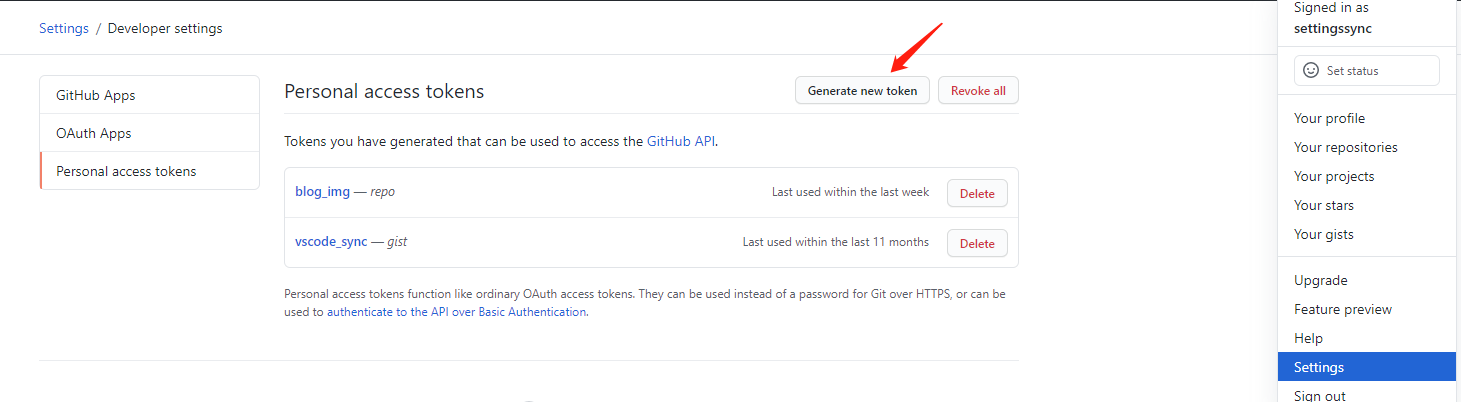 Settings / Developer settings
GitHub Apps
OAuth Apps
Personal access tokens
Personal access tokens
Generate new token
Revoke all
Tokens you have generated that can be used to access the GitHub API.
blog_img — repo
Last used within the last week
Delete
vscode_sync — gist
Last used within the last 11 months
Delete
Personal access tokens function like ordinary OAuth access tokens. They can be used instead of a password for Git over HTTPS, or can be
used to authenticate to the API over Basic Authentication.
Signed in as
settingssync
Set status
Your profile
Your repositories
Your projects
Your stars
Your gists
Upgrade
Feature preview
Help
Settings
Sign out